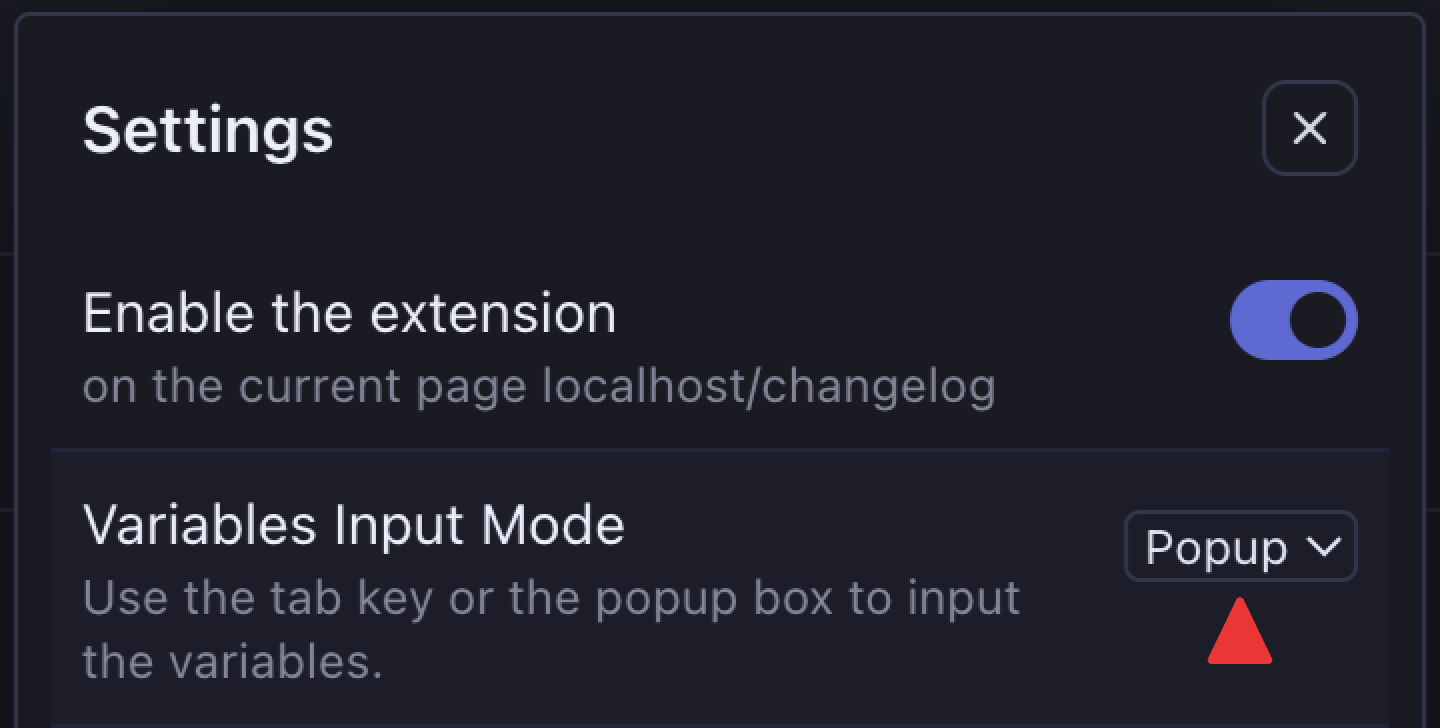 Settings
Enable the extension
on the current page localhost/changelog
Variables Input Mode
Popup
Use the tab key or the popup box to input
the variables.